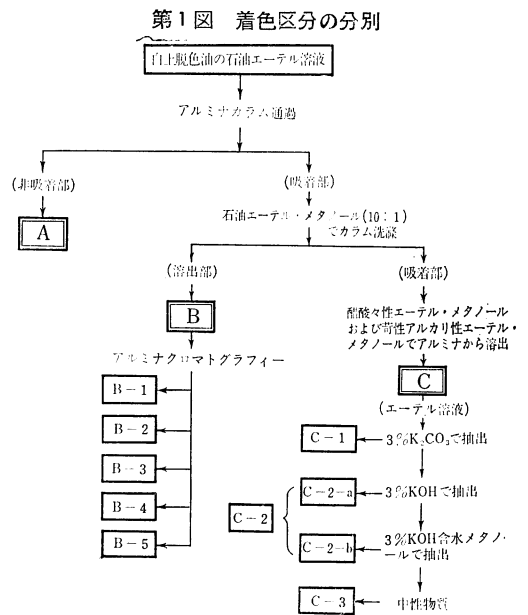 第1図 着色区分の分別
白土脱色油の石油エーテル溶液
アルミナカラム通過
(非吸着部)
(吸着部)
A
石油エーテル・メタノール(10：1)
でカラム洗滌
(溶出部)
(吸着部)
B
醋酸々性エーテル・メタノール
および苛性アルカリ性エーテル・
メタノールでアルミナから溶出
アルミナクロマトグラフィー
C
(エーテル溶液)
B－1
B－2
B－3
B－4
B－5
C－1
3%K₂CO₃で抽出
C－2
C－2－a
3%KOHで抽出
C－2－b
3%KOH含水メタノ
ールで抽出
C－3
中性物質